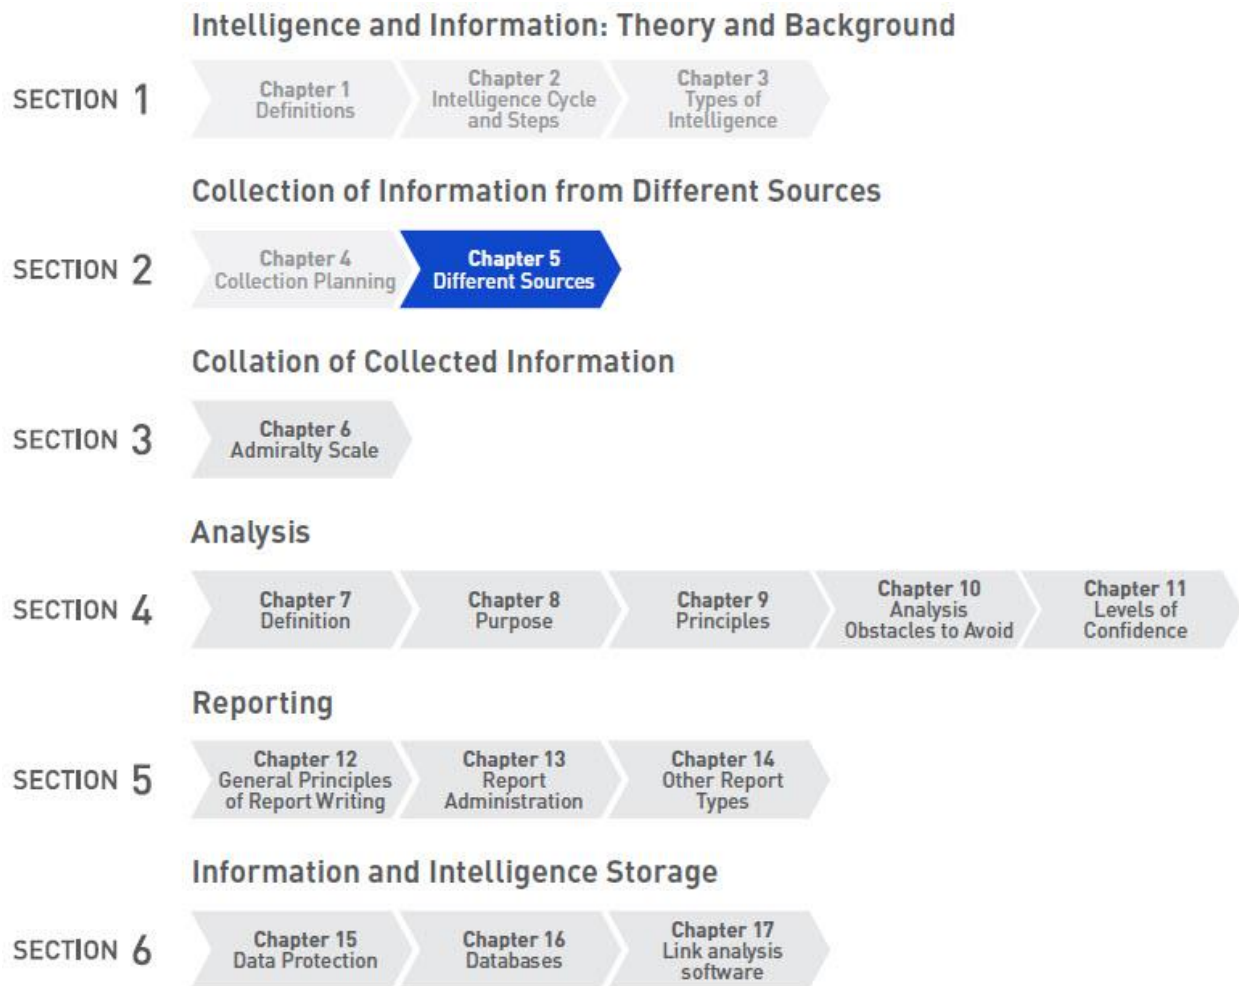 Intelligence and Information: Theory and Background
SECTION 1
Chapter 1
Definitions
Chapter 2
Intelligence Cycle
and Steps
Chapter 3
Types of
Intelligence
Collection of Information from Different Sources
SECTION 2
Chapter 4
Collection Planning
Chapter 5
Different Sources
Collation of Collected Information
SECTION 3
Chapter 6
Admiralty Scale
Analysis
SECTION 4
Chapter 7
Definition
Chapter 8
Purpose
Chapter 9
Principles
Chapter 10
Analysis
Obstacles to Avoid
Chapter 11
Levels of
Confidence
Reporting
SECTION 5
Chapter 12
General Principles
of Report Writing
Chapter 13
Report
Administration
Chapter 14
Other Report
Types
Information and Intelligence Storage
SECTION 6
Chapter 15
Data Protection
Chapter 16
Databases
Chapter 17
Link analysis
software